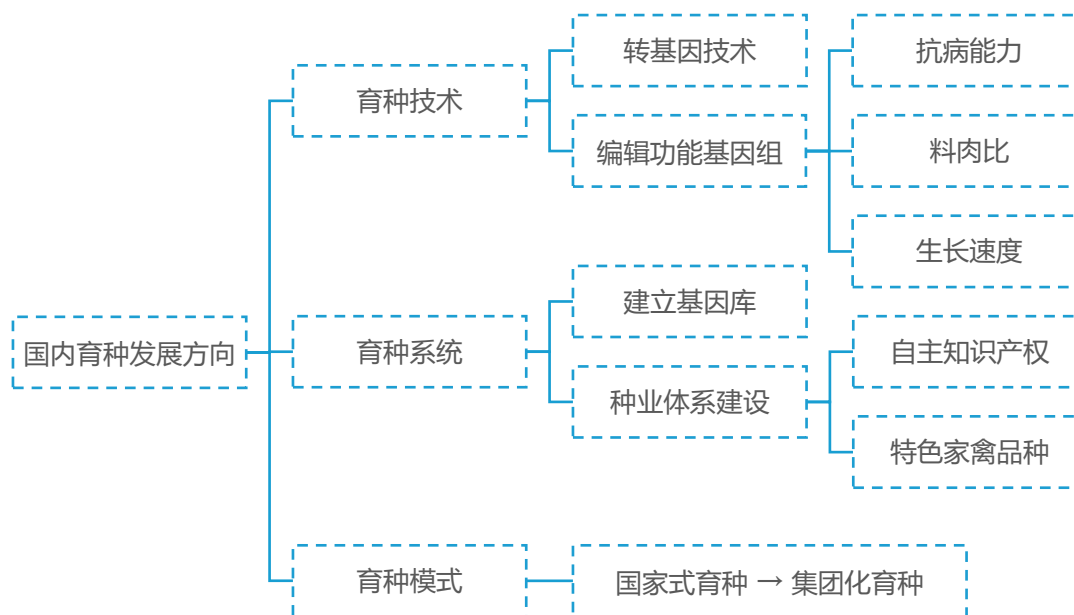 国内育种发展方向
育种技术
转基因技术
编辑功能基因组
抗病能力
料肉比
生长速度
育种系统
建立基因库
种业体系建设
自主知识产权
特色家禽品种
育种模式
国家式育种 → 集团化育种